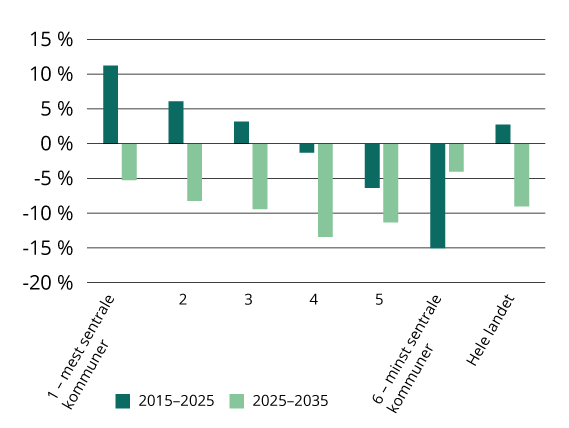 15 %
10 %
5 %
0 %
-5 %
-10 %
-15 %
-20 %
1 – mest sentrale
kommuner
2
3
4
5
6 – minst sentrale
kommuner
Hele landet
2015–2025
2025–2035